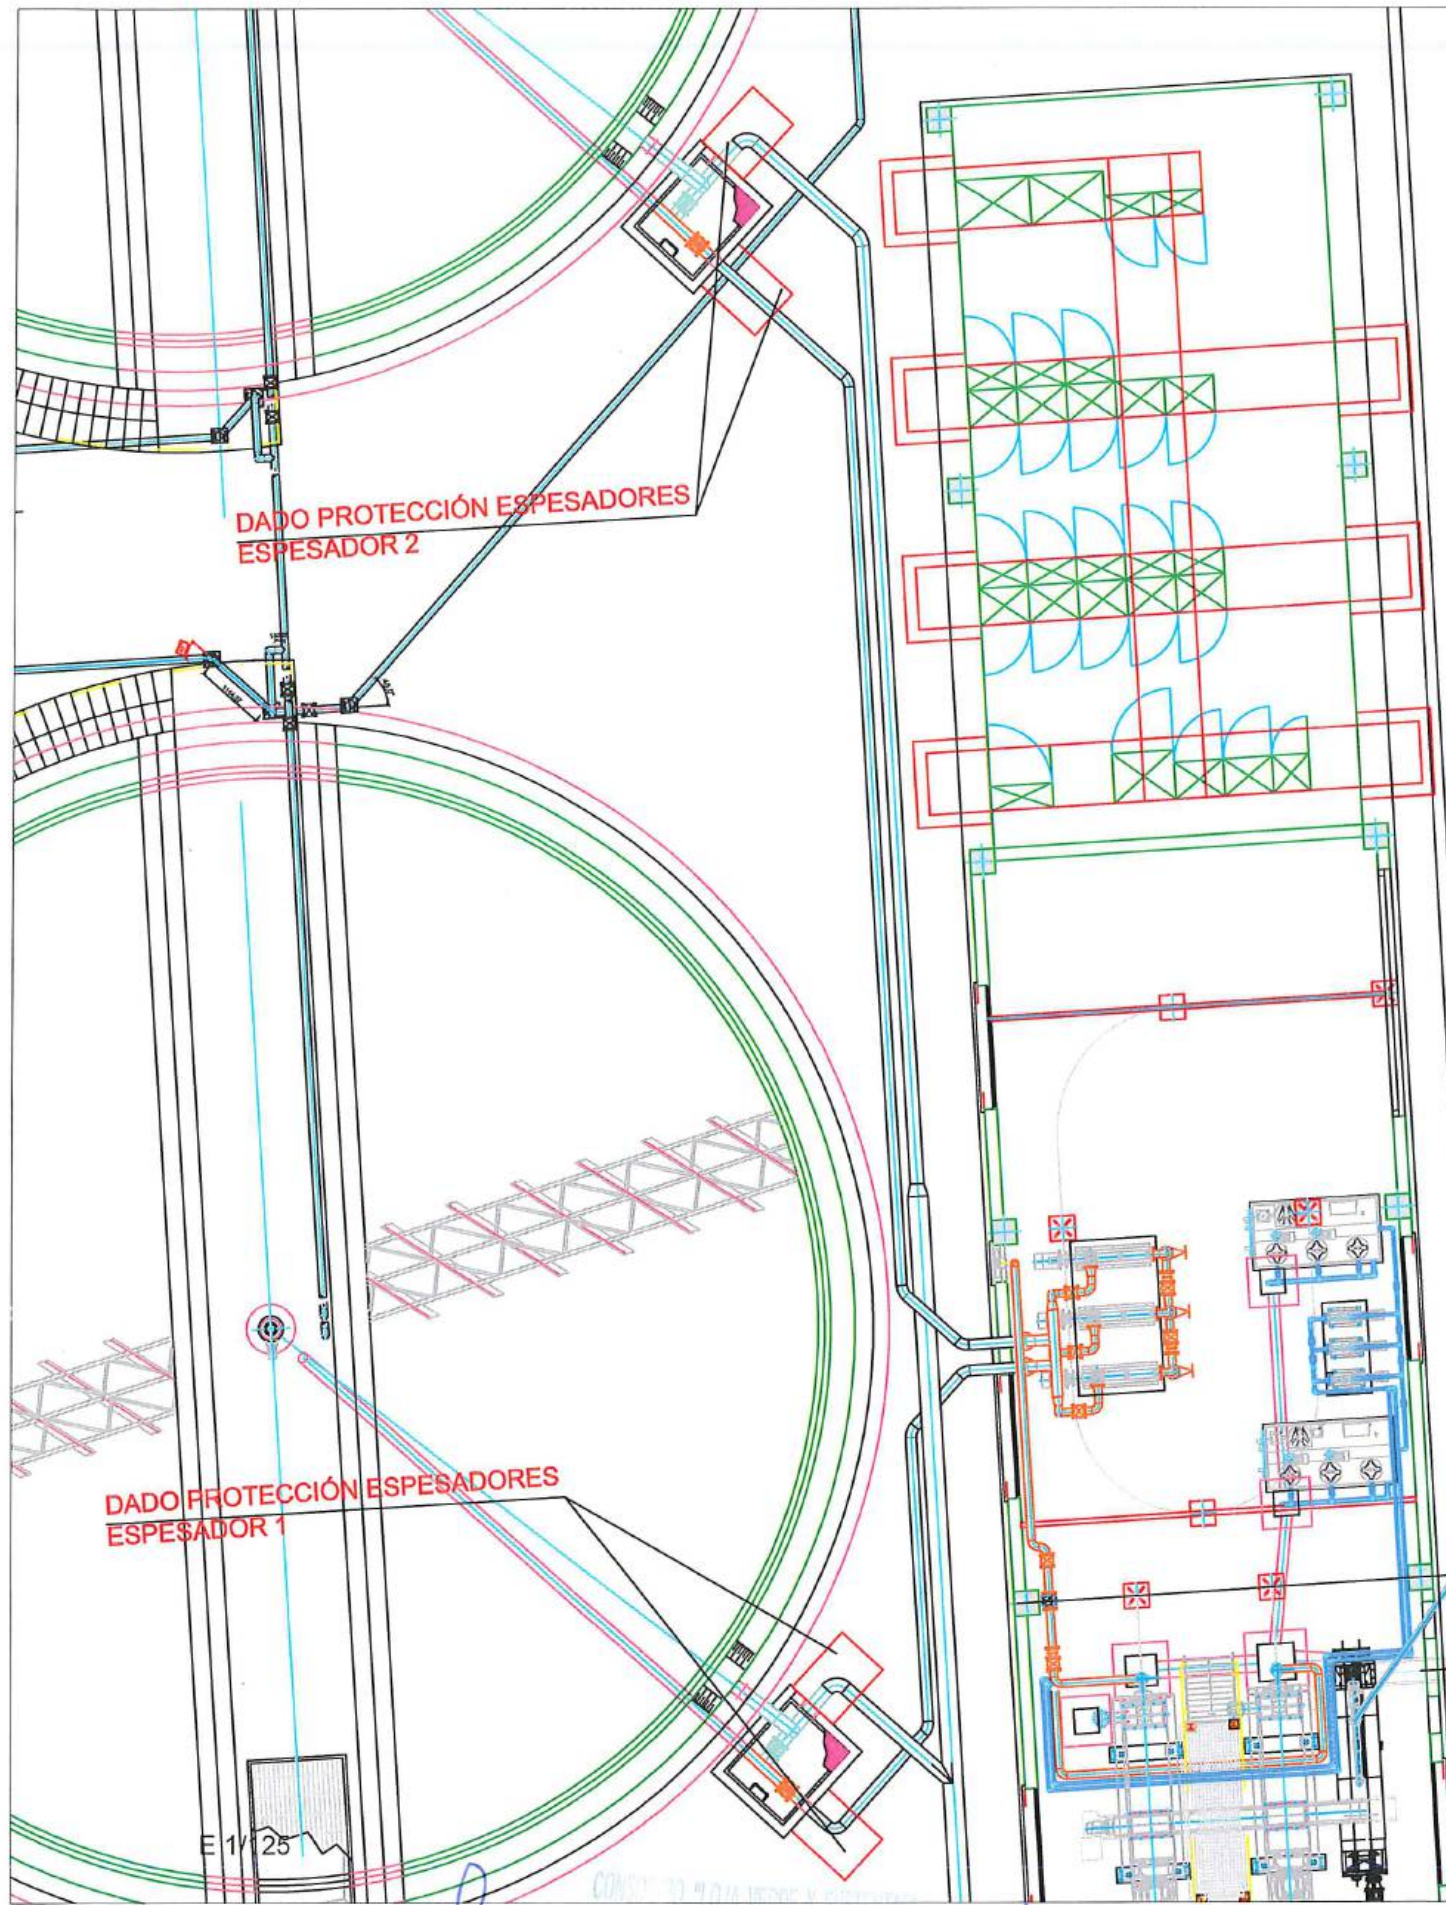 DADO PROTECCIÓN ESPESADORES
ESPESADOR 2
DADO PROTECCIÓN ESPESADORES
ESPESADOR 1
E 1/125